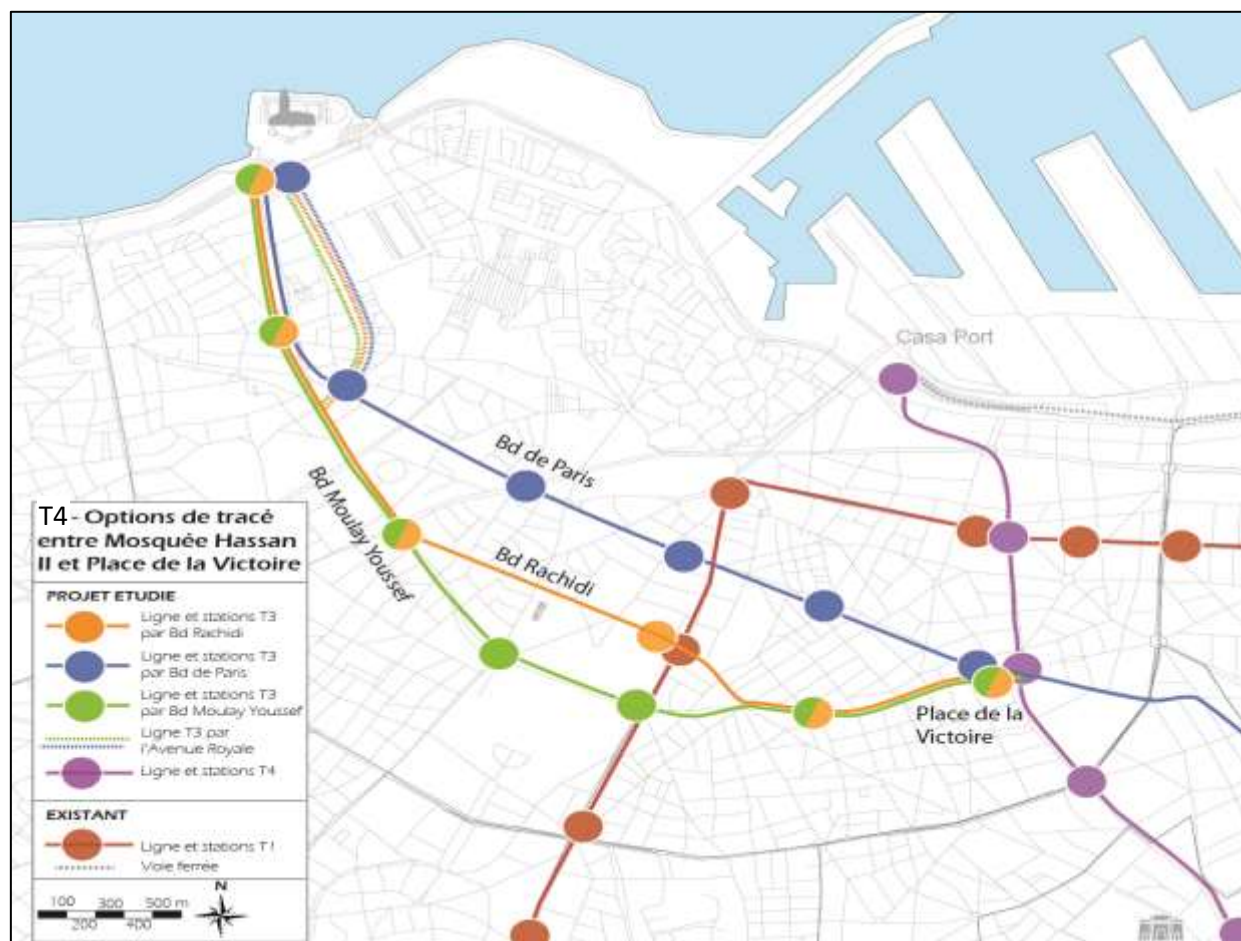 Casa Port
Bd de Paris
Bd Moulay Youssef
Bd Rachidi
Place de la
Victoire
T4 - Options de tracé
entre Mosquée Hassan
II et Place de la Victoire
PROJET ETUDIE
Ligne et stations T3
par Bd Rachidi
Ligne et stations T3
par Bd de Paris
Ligne et stations T3
par Bd Moulay Youssef
Ligne T3 par
l'Avenue Royale
Ligne et stations T4
EXISTANT
Ligne et stations T1
Voie ferrée
100 300 500 m
200 400
N